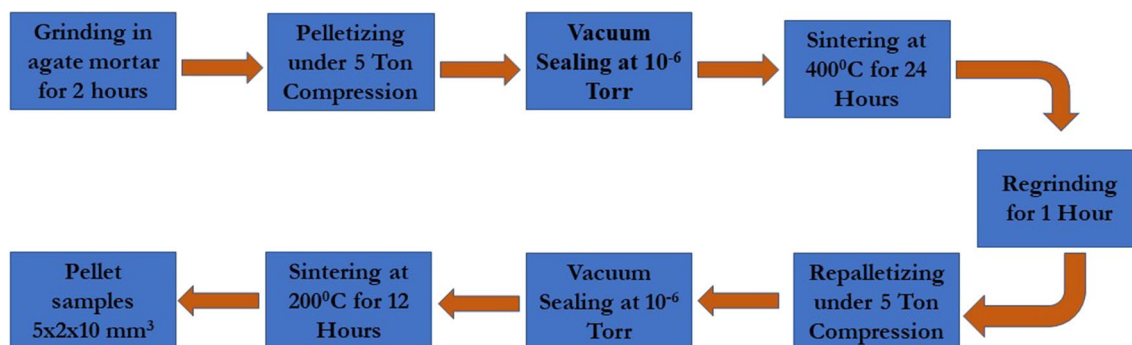 Grinding in
agate mortar
for 2 hours
Pelletizing
under 5 Ton
Compression
Vacuum
Sealing at 10⁻⁶
Torr
Sintering at
400⁰C for 24
Hours
Regrinding
for 1 Hour
Repalletizing
under 5 Ton
Compression
Vacuum
Sealing at 10⁻⁶
Torr
Sintering at
200⁰C for 12
Hours
Pellet
samples
5x2x10 mm³